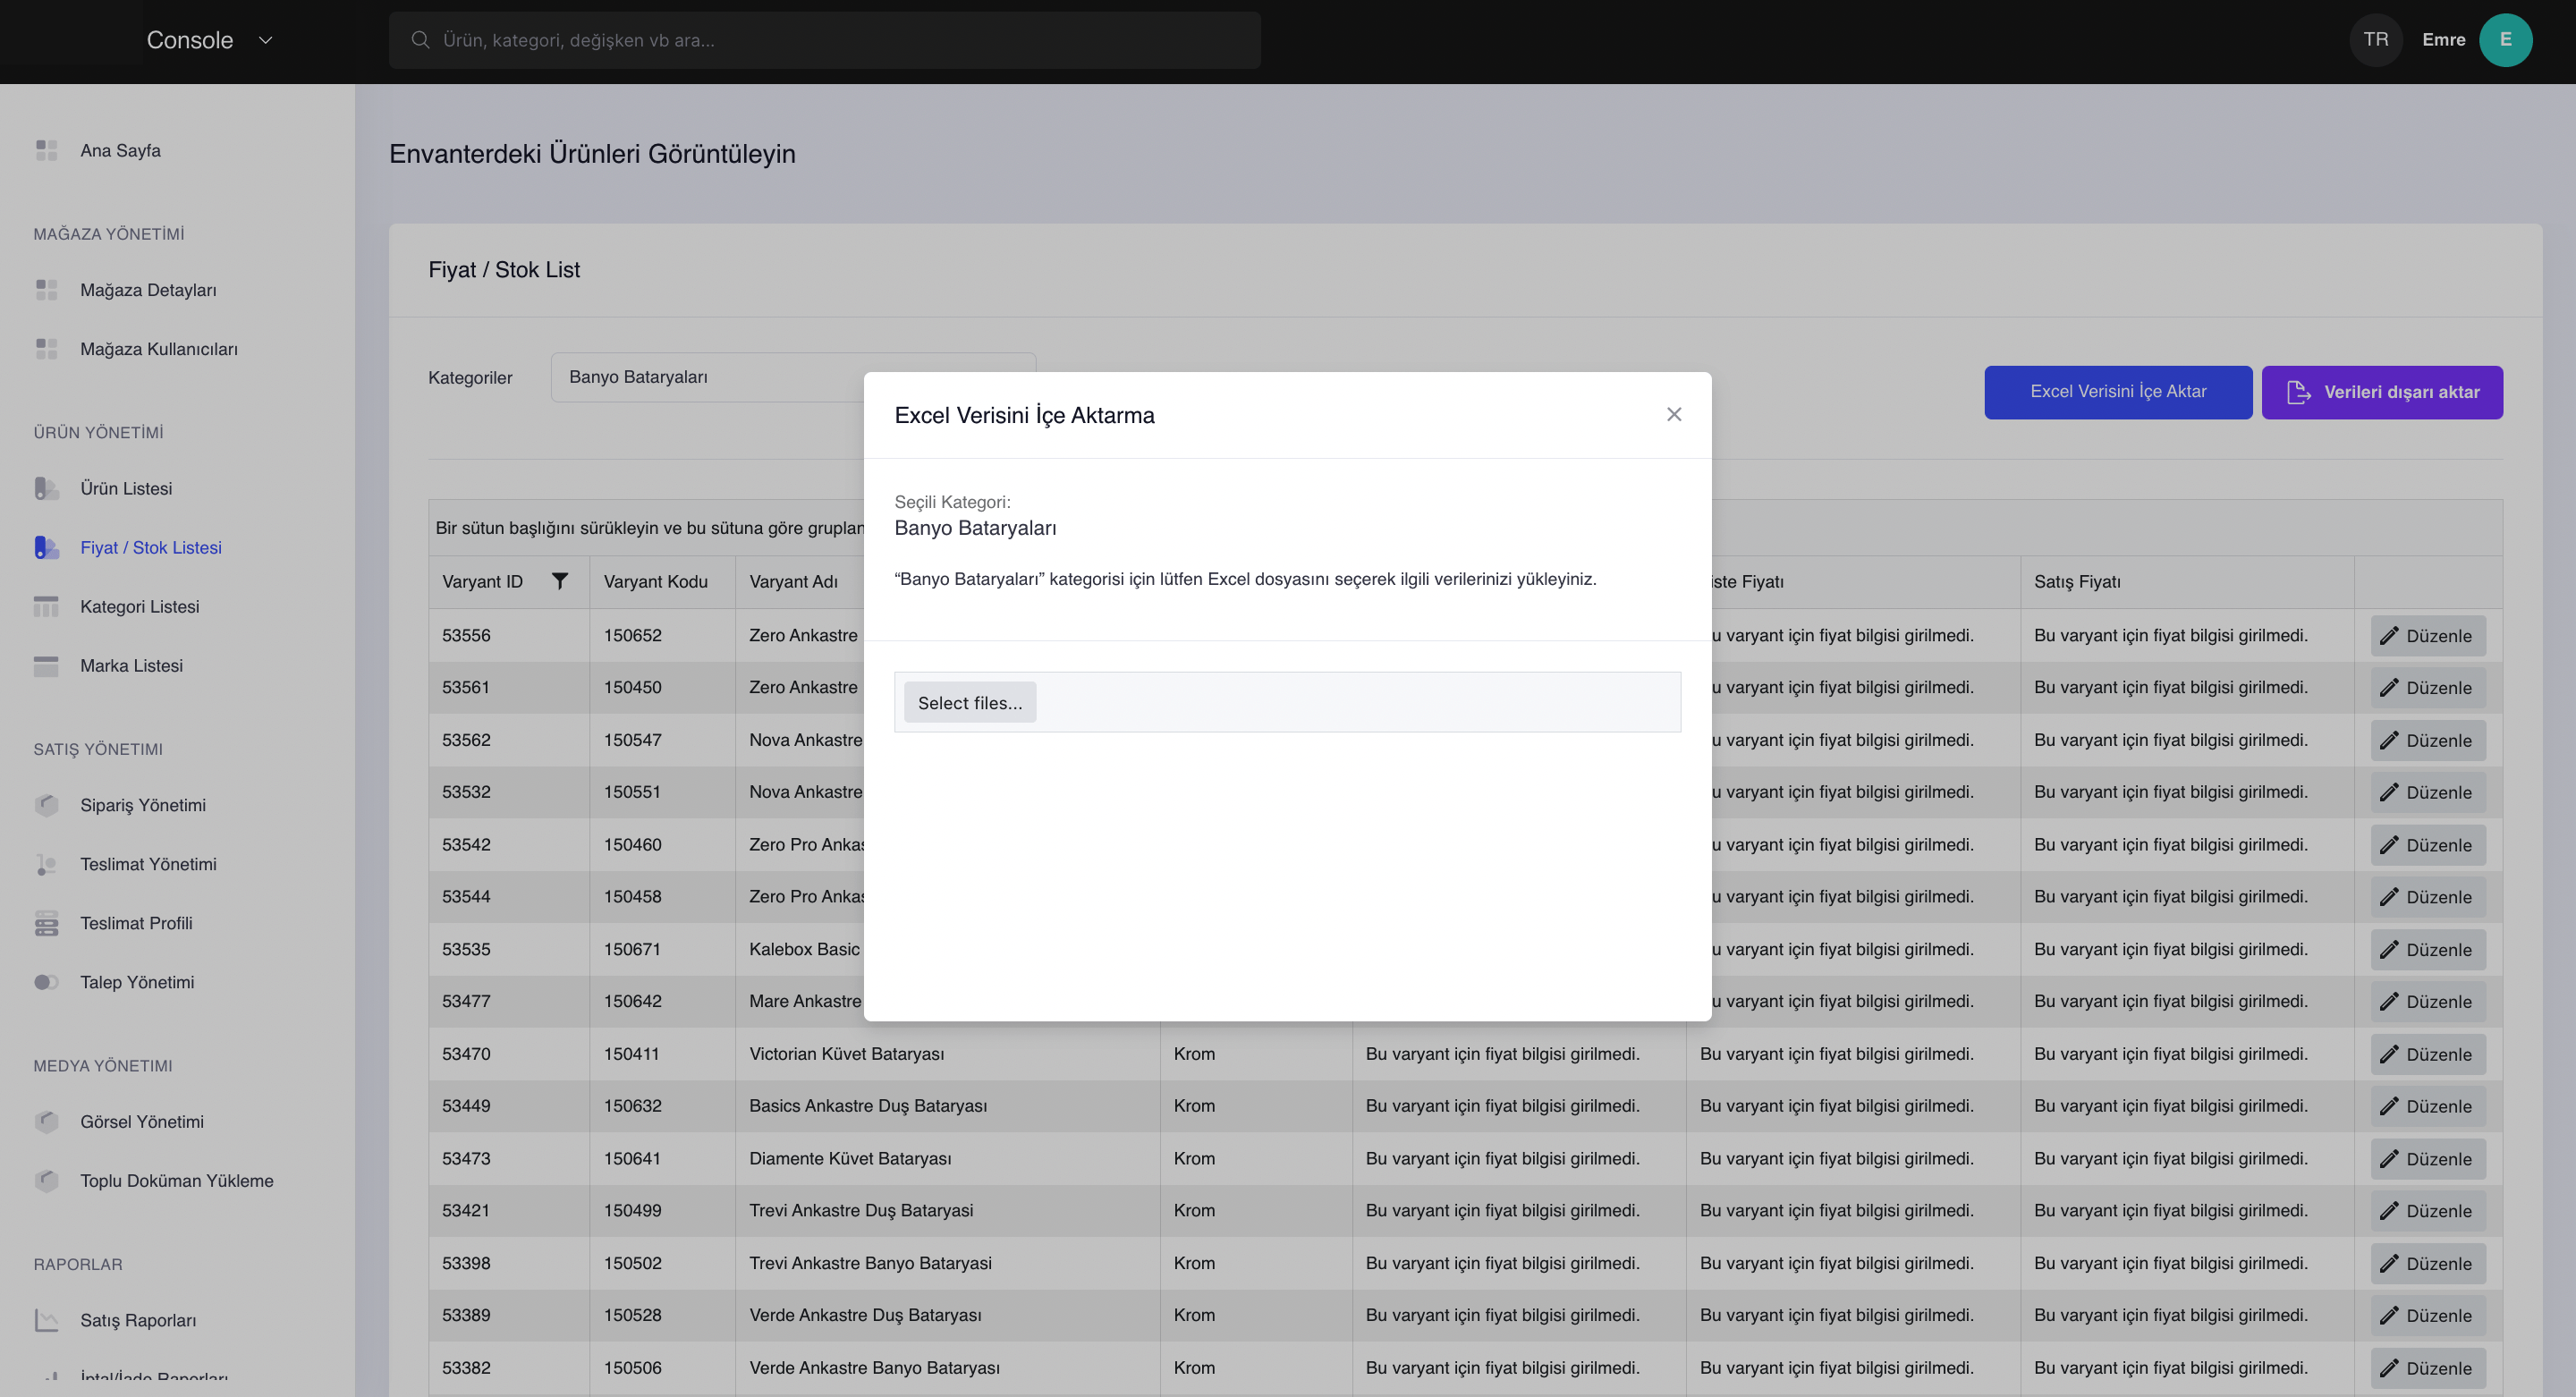 Console
Ürün, kategori, değişken vb ara...
TR
Emre
E
Ana Sayfa
MAĞAZA YÖNETİMİ
Mağaza Detayları
Mağaza Kullanıcıları
ÜRÜN YÖNETİMİ
Ürün Listesi
Fiyat / Stok Listesi
Kategori Listesi
Marka Listesi
SATIŞ YÖNETIMI
Sipariş Yönetimi
Teslimat Yönetimi
Teslimat Profili
Talep Yönetimi
MEDYA YÖNETIMI
Görsel Yönetimi
Toplu Doküman Yükleme
RAPORLAR
Satış Raporları
İptal/İade Raporları
Envanterdeki Ürünleri Görüntüleyin
Fiyat / Stok List
Kategoriler
Banyo Bataryaları
Excel Verisini İçe Aktar
Verileri dışarı aktar
Excel Verisini İçe Aktarma
Seçili Kategori:
Banyo Bataryaları
“Banyo Bataryaları” kategorisi için lütfen Excel dosyasını seçerek ilgili verilerinizi yükleyiniz.
Select files...
Bir sütun başlığını sürükleyin ve bu sütuna göre gruplan
Varyant ID Varyant Kodu Varyant Adı iste Fiyatı Satış Fiyatı
53556 150652 Zero Ankastre u varyant için fiyat bilgisi girilmedi. Bu varyant için fiyat bilgisi girilmedi. Düzenle
53561 150450 Zero Ankastre u varyant için fiyat bilgisi girilmedi. Bu varyant için fiyat bilgisi girilmedi. Düzenle
53562 150547 Nova Ankastre u varyant için fiyat bilgisi girilmedi. Bu varyant için fiyat bilgisi girilmedi. Düzenle
53532 150551 Nova Ankastre u varyant için fiyat bilgisi girilmedi. Bu varyant için fiyat bilgisi girilmedi. Düzenle
53542 150460 Zero Pro Ankas u varyant için fiyat bilgisi girilmedi. Bu varyant için fiyat bilgisi girilmedi. Düzenle
53544 150458 Zero Pro Ankas u varyant için fiyat bilgisi girilmedi. Bu varyant için fiyat bilgisi girilmedi. Düzenle
53535 150671 Kalebox Basic u varyant için fiyat bilgisi girilmedi. Bu varyant için fiyat bilgisi girilmedi. Düzenle
53477 150642 Mare Ankastre u varyant için fiyat bilgisi girilmedi. Bu varyant için fiyat bilgisi girilmedi. Düzenle
53470 150411 Victorian Küvet Bataryası Krom Bu varyant için fiyat bilgisi girilmedi. Bu varyant için fiyat bilgisi girilmedi. Bu varyant için fiyat bilgisi girilmedi. Düzenle
53449 150632 Basics Ankastre Duş Bataryası Krom Bu varyant için fiyat bilgisi girilmedi. Bu varyant için fiyat bilgisi girilmedi. Bu varyant için fiyat bilgisi girilmedi. Düzenle
53473 150641 Diamente Küvet Bataryası Krom Bu varyant için fiyat bilgisi girilmedi. Bu varyant için fiyat bilgisi girilmedi. Bu varyant için fiyat bilgisi girilmedi. Düzenle
53421 150499 Trevi Ankastre Duş Bataryasi Krom Bu varyant için fiyat bilgisi girilmedi. Bu varyant için fiyat bilgisi girilmedi. Bu varyant için fiyat bilgisi girilmedi. Düzenle
53398 150502 Trevi Ankastre Banyo Bataryasi Krom Bu varyant için fiyat bilgisi girilmedi. Bu varyant için fiyat bilgisi girilmedi. Bu varyant için fiyat bilgisi girilmedi. Düzenle
53389 150528 Verde Ankastre Duş Bataryası Krom Bu varyant için fiyat bilgisi girilmedi. Bu varyant için fiyat bilgisi girilmedi. Bu varyant için fiyat bilgisi girilmedi. Düzenle
53382 150506 Verde Ankastre Banyo Bataryası Krom Bu varyant için fiyat bilgisi girilmedi. Bu varyant için fiyat bilgisi girilmedi. Bu varyant için fiyat bilgisi girilmedi. Düzenle